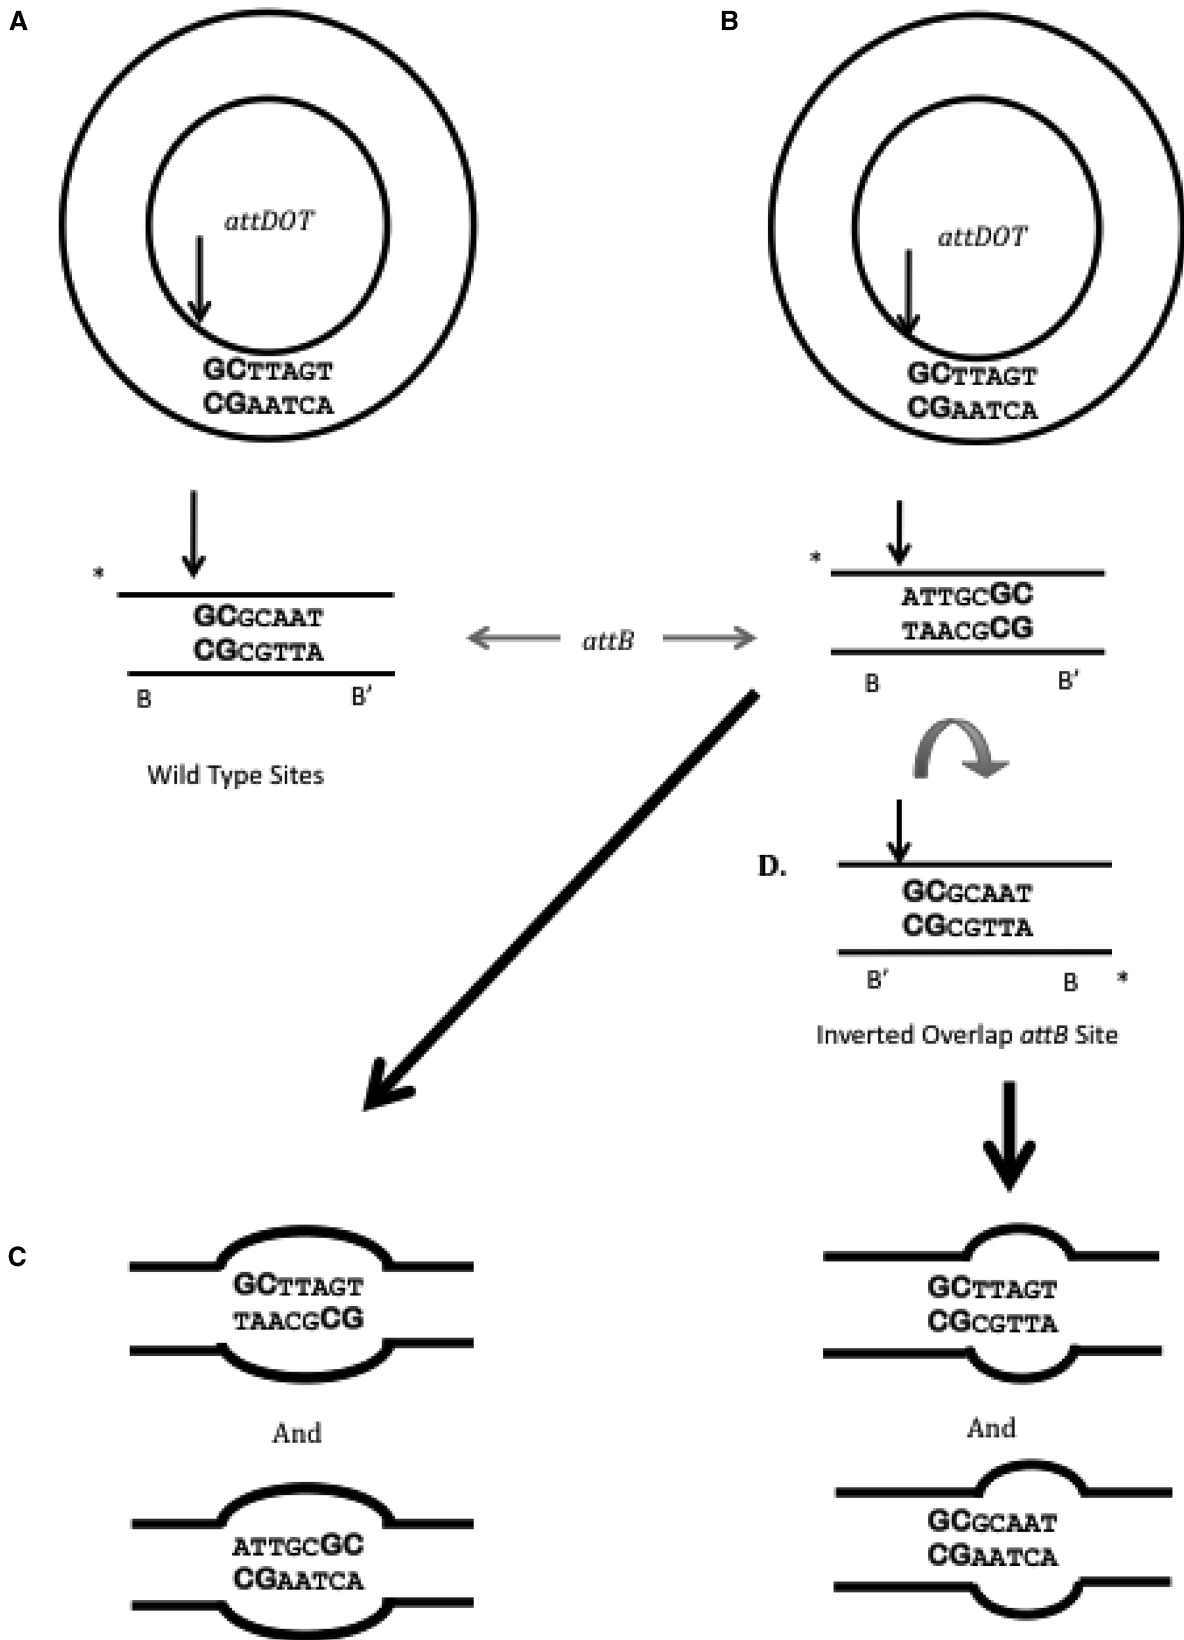 A
attDOT
GCTTAGT
CGAATCA
*
GCGCAAT
CGCGTTA
B B′
Wild Type Sites
attB
B
attDOT
GCTTAGT
CGAATCA
*
ATTGCGC
TAACGCG
B B′
D.
GCGCAAT
CGCGTTA
B′ B *
Inverted Overlap attB Site
C
GCTTAGT
TAACGCG
And
ATTGCGC
CGAATCA
GCTTAGT
CGCGTTA
And
GCGCAAT
CGAATCA